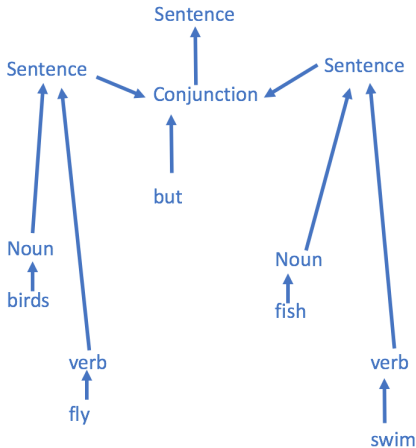 Sentence
Sentence
Sentence
Conjunction
but
Noun
Noun
birds
fish
verb
verb
fly
swim